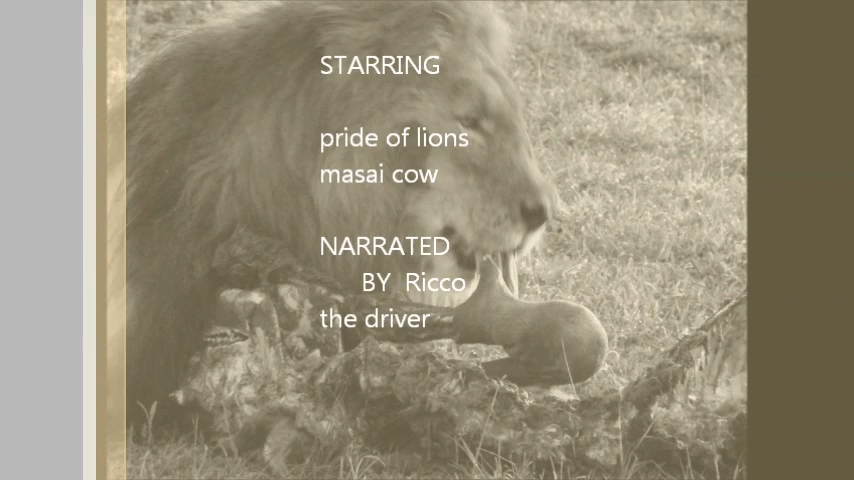 STARRING
pride of lions
masai cow
NARRATED
BY Ricco
the driver